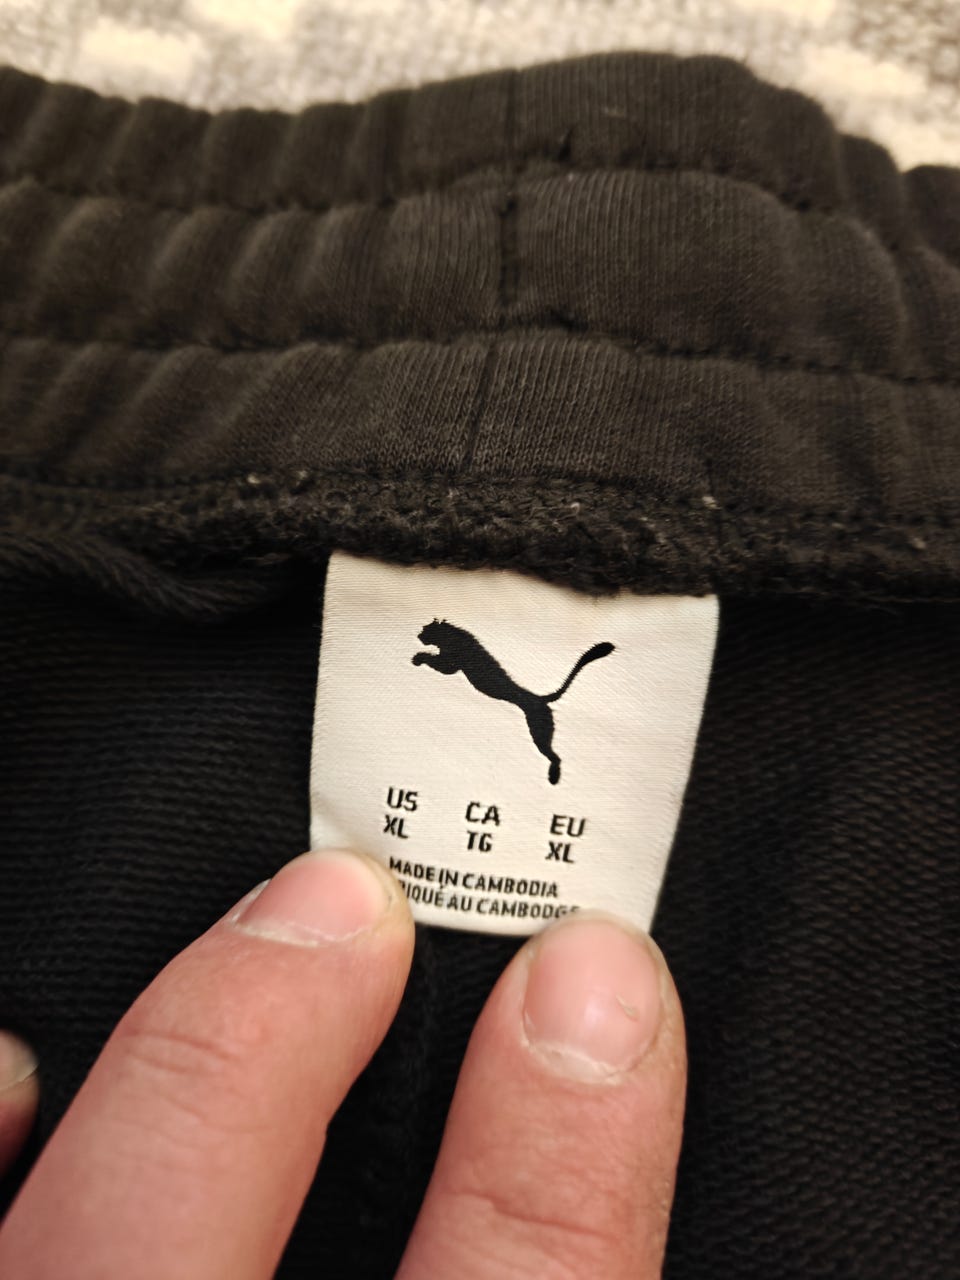 US CA EU
XL TG XL
MADE IN CAMBODIA
AU CAMBODGE